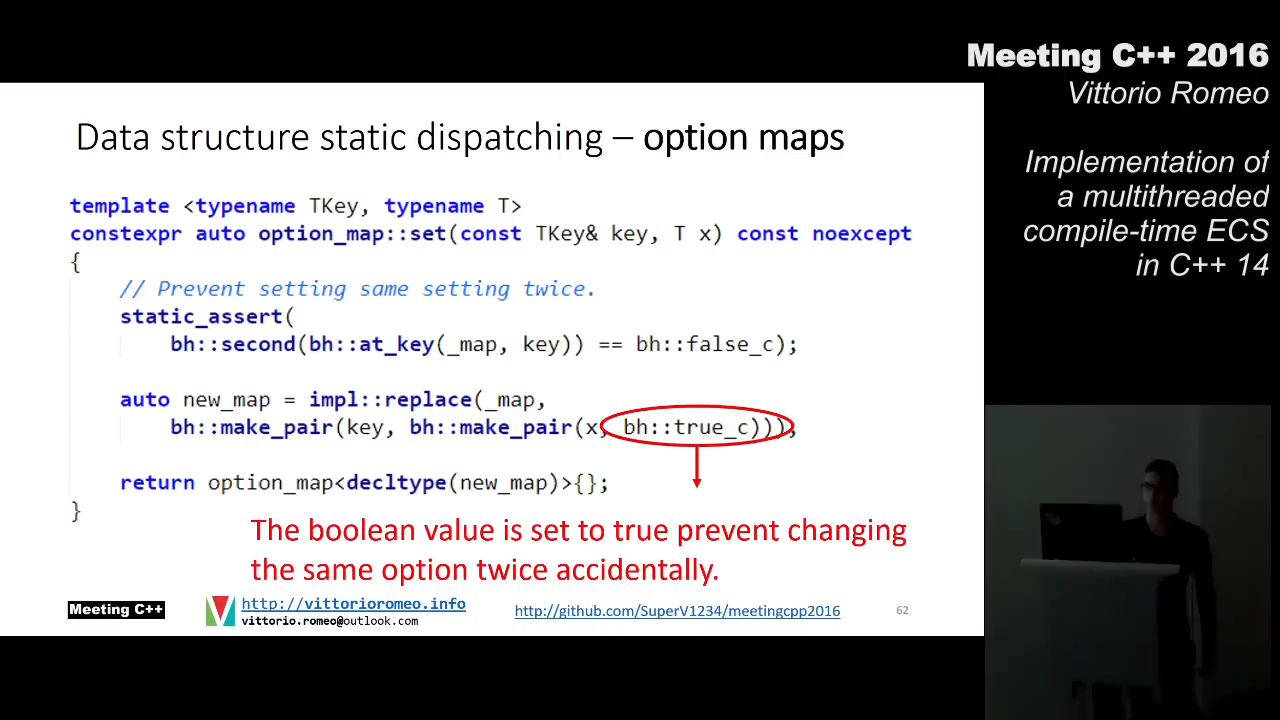 Meeting C++ 2016
Vittorio Romeo
Implementation of
a multithreaded
compile-time ECS
in C++ 14
Data structure static dispatching – option maps
template <typename TKey, typename T>
constexpr auto option_map::set(const TKey& key, T x) const noexcept
{
// Prevent setting same setting twice.
static_assert(
bh::second(bh::at_key(_map, key)) == bh::false_c);
auto new_map = impl::replace(_map,
bh::make_pair(key, bh::make_pair(x, bh::true_c)));
return option_map<decltype(new_map)>{};
}
The boolean value is set to true prevent changing
the same option twice accidentally.
Meeting C++
http://vittorioromeo.info
vittorio.romeo@outlook.com
http://github.com/SuperV1234/meetingcpp2016
62